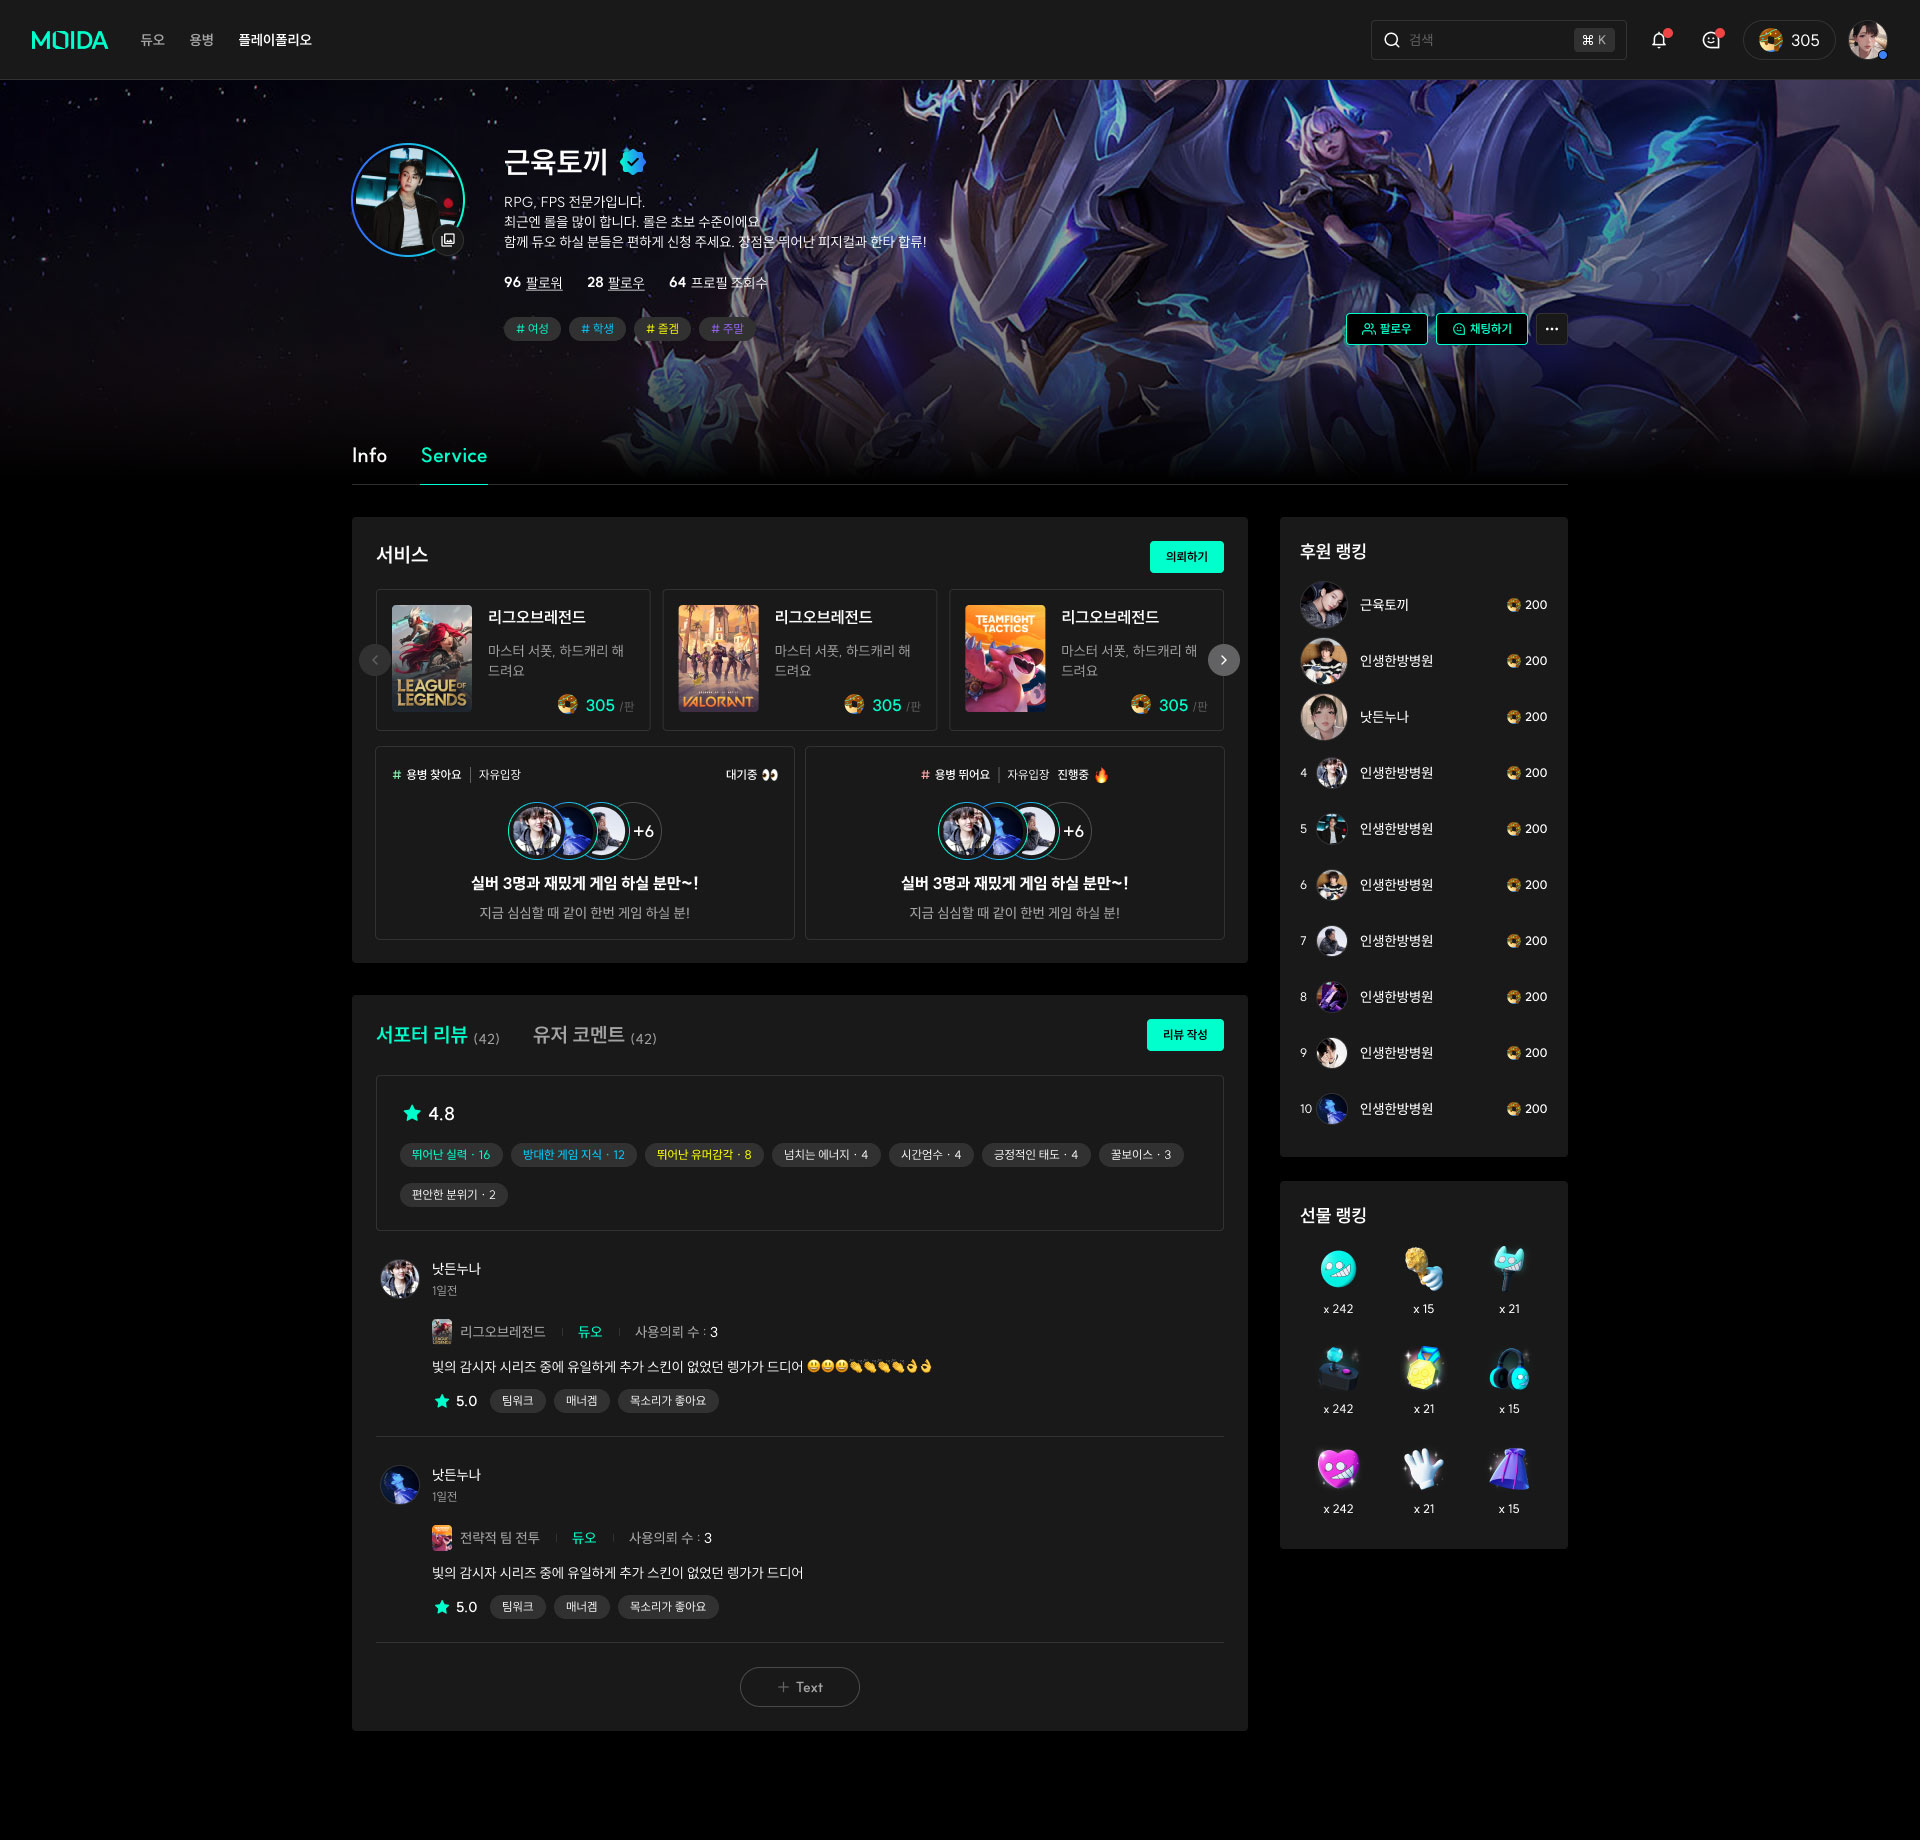 MOIDA
듀오
용병
플레이폴리오
검색
⌘ K
305
근육토끼
RPG, FPS 전문가입니다.
최근엔 롤을 많이 합니다. 롤은 초보 수준이에요
함께 듀오 하실 분들은 편하게 신청 주세요. 장점은 뛰어난 피지컬과 한타 합류!
96 팔로워 28 팔로우 64 프로필 조회수
# 여성 # 학생 # 즐겜 # 주말
팔로우 채팅하기
Info Service
서비스
의뢰하기
LEAGUE OF LEGENDS
리그오브레전드
마스터 서폿, 하드캐리 해
드려요
305 /판
VALORANT
리그오브레전드
마스터 서폿, 하드캐리 해
드려요
305 /판
TEAMFIGHT TACTICS
리그오브레전드
마스터 서폿, 하드캐리 해
드려요
305 /판
# 용병 찾아요 자유입장 대기중 👀
+6
실버 3명과 재밌게 게임 하실 분만~!
지금 심심할 때 같이 한번 게임 하실 분!
# 용병 뛰어요 자유입장 진행중 🔥
+6
실버 3명과 재밌게 게임 하실 분만~!
지금 심심할 때 같이 한번 게임 하실 분!
서포터 리뷰 (42) 유저 코멘트 (42)
리뷰 작성
4.8
뛰어난 실력 · 16 방대한 게임 지식 · 12 뛰어난 유머감각 · 8 넘치는 에너지 · 4 시간엄수 · 4 긍정적인 태도 · 4 꿀보이스 · 3
편안한 분위기 · 2
낫든누나
1일전
리그오브레전드 듀오 사용의뢰 수 : 3
빛의 감시자 시리즈 중에 유일하게 추가 스킨이 없었던 렝가가 드디어 😃😃😃👏👏👏👏👌👌
5.0 팀워크 매너겜 목소리가 좋아요
낫든누나
1일전
전략적 팀 전투 듀오 사용의뢰 수 : 3
빛의 감시자 시리즈 중에 유일하게 추가 스킨이 없었던 렝가가 드디어
5.0 팀워크 매너겜 목소리가 좋아요
+ Text
후원 랭킹
근육토끼 200
인생한방병원 200
낫든누나 200
4 인생한방병원 200
5 인생한방병원 200
6 인생한방병원 200
7 인생한방병원 200
8 인생한방병원 200
9 인생한방병원 200
10 인생한방병원 200
선물 랭킹
x 242 x 15 x 21
x 242 x 21 x 15
x 242 x 21 x 15